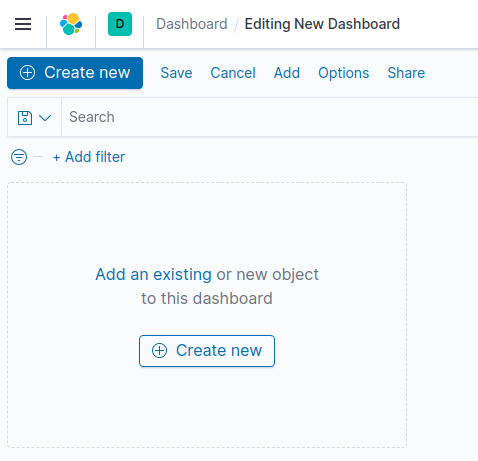 D Dashboard / Editing New Dashboard
Create new Save Cancel Add Options Share
Search
+ Add filter
Add an existing or new object
to this dashboard
Create new